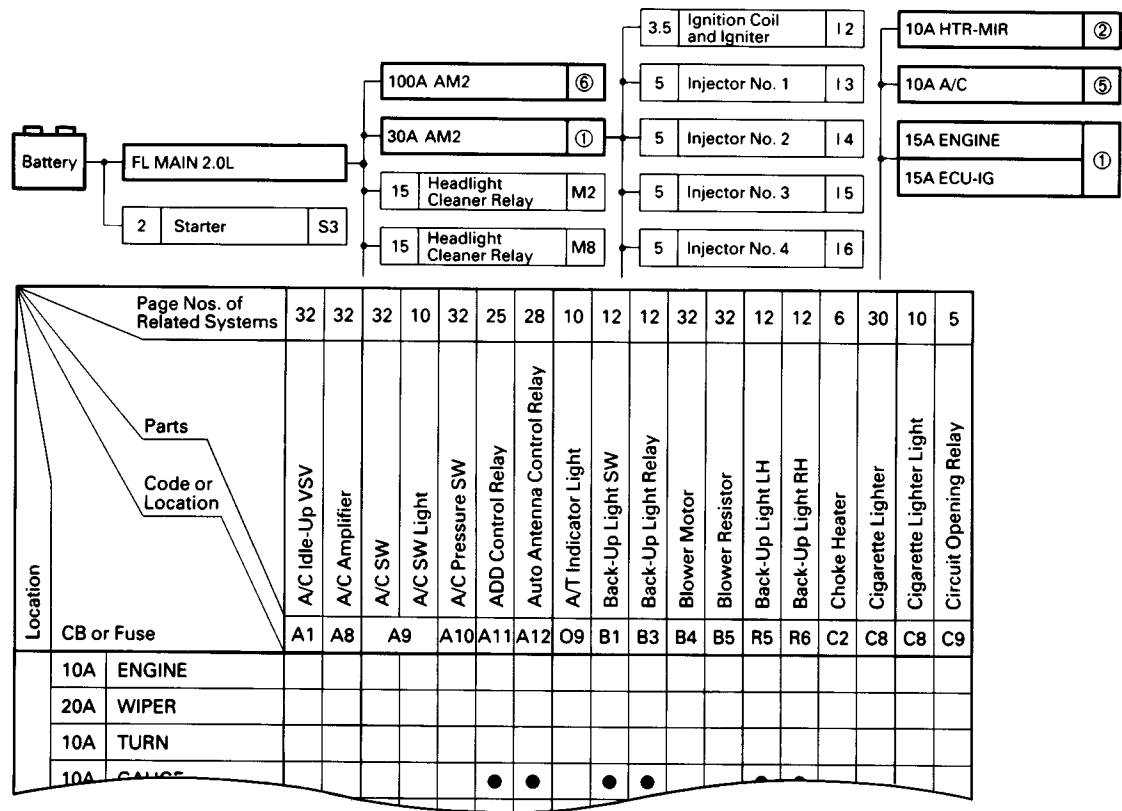 Battery
FL MAIN 2.0L
2 Starter S3
100A AM2 ⑥
30A AM2 ①
15 Headlight
Cleaner Relay M2
15 Headlight
Cleaner Relay M8
3.5 Ignition Coil
and Igniter I2
5 Injector No. 1 I3
5 Injector No. 2 I4
5 Injector No. 3 I5
5 Injector No. 4 I6
10A HTR-MIR ②
10A A/C ⑤
15A ENGINE ①
15A ECU-IG
Page Nos. of
Related Systems 32 32 32 10 32 25 28 10 12 12 32 32 12 12 6 30 10 5
Parts
Code or
Location
A/C Idle-Up VSV
A/C Amplifier
A/C SW
A/C SW Light
A/C Pressure SW
ADD Control Relay
Auto Antenna Control Relay
A/T Indicator Light
Back-Up Light SW
Back-Up Light Relay
Blower Motor
Blower Resistor
Back-Up Light LH
Back-Up Light RH
Choke Heater
Cigarette Lighter
Cigarette Lighter Light
Circuit Opening Relay
Location
CB or Fuse A1 A8 A9 A10 A11 A12 O9 B1 B3 B4 B5 R5 R6 C2 C8 C8 C9
10A ENGINE
20A WIPER
10A TURN
10A GAUGE